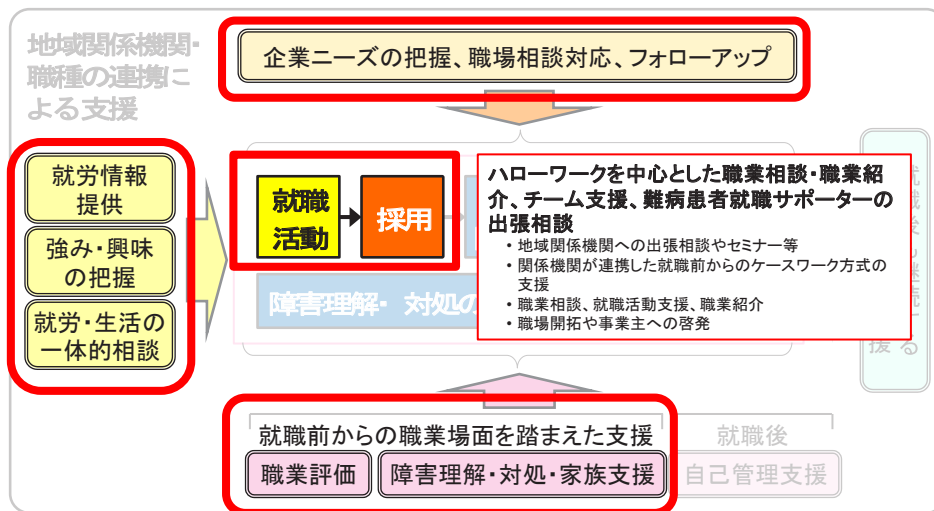 地域関係機関・
職種の連携に
よる支援
企業ニーズの把握、職場相談対応、フォローアップ
就労情報
提供
強み・興味
の把握
就労・生活の
一体的相談
就職
活動
採用
ハローワークを中心とした職業相談・職業紹
介、チーム支援、難病患者就職サポーターの
出張相談
・地域関係機関への出張相談やセミナー等
・関係機関が連携した就職前からのケースワーク方式の
支援
・職業相談、就職活動支援、職業紹介
・職場開拓や事業主への啓発
障害理解・ 対処の
就職前からの職業場面を踏まえた支援
職業評価
障害理解・対処・家族支援
就職後
自己管理支援